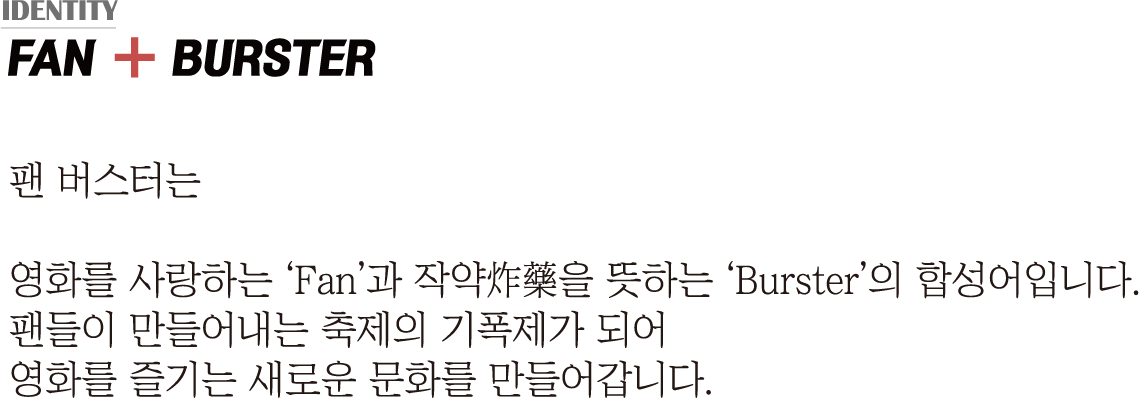 IDENTITY
FAN + BURSTER
팬 버스터는
영화를 사랑하는 ‘Fan’과 작약炸藥을 뜻하는 ‘Burster’의 합성어입니다.
팬들이 만들어내는 축제의 기폭제가 되어
영화를 즐기는 새로운 문화를 만들어갑니다.